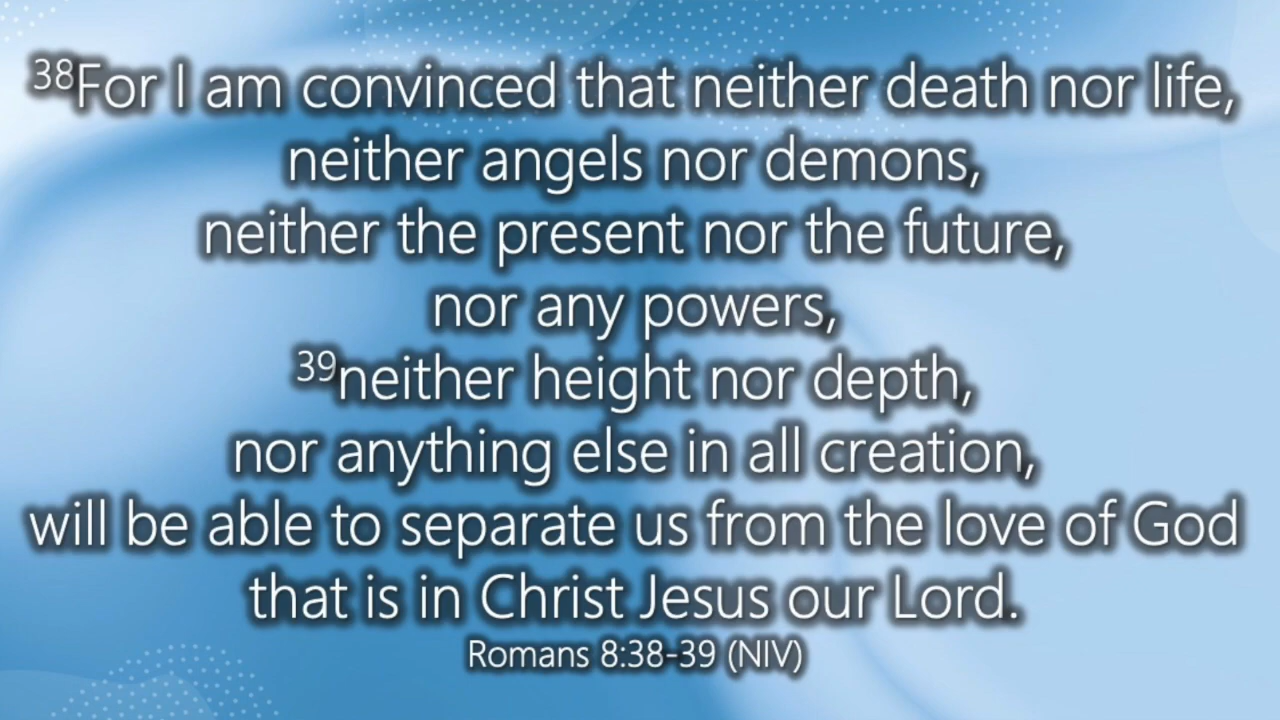 ³⁸For I am convinced that neither death nor life,
neither angels nor demons,
neither the present nor the future,
nor any powers,
³⁹neither height nor depth,
nor anything else in all creation,
will be able to separate us from the love of God
that is in Christ Jesus our Lord.
Romans 8:38-39 (NIV)